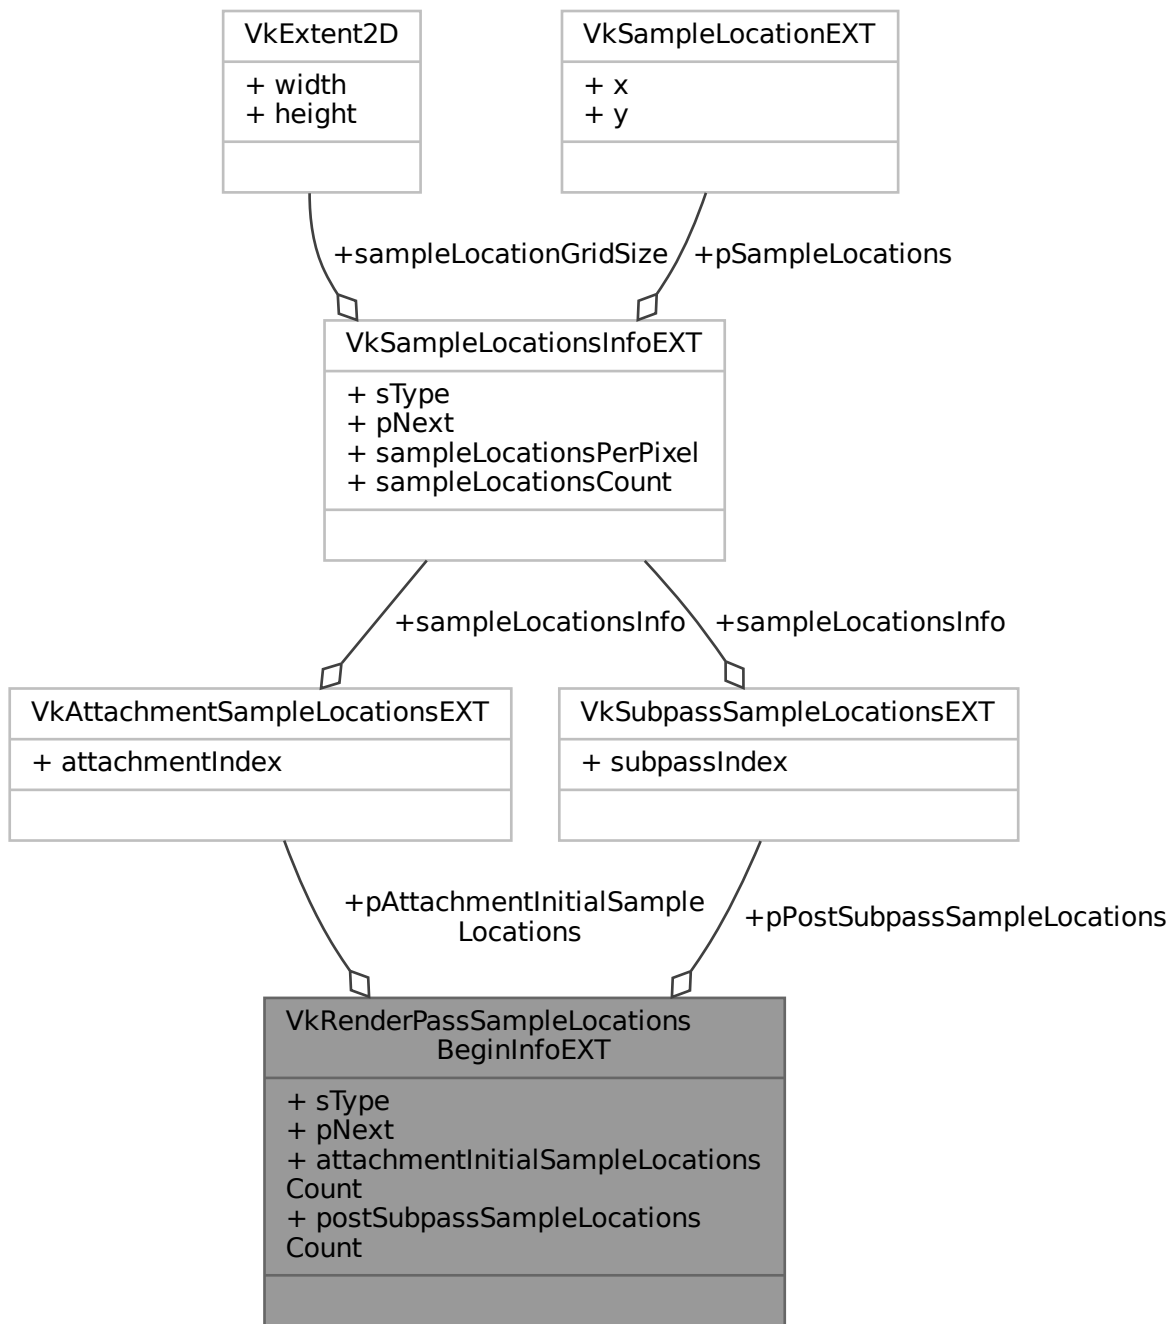 VkExtent2D
+ width
+ height
VkSampleLocationEXT
+ x
+ y
+sampleLocationGridSize
+pSampleLocations
VkSampleLocationsInfoEXT
+ sType
+ pNext
+ sampleLocationsPerPixel
+ sampleLocationsCount
+sampleLocationsInfo
+sampleLocationsInfo
VkAttachmentSampleLocationsEXT
+ attachmentIndex
VkSubpassSampleLocationsEXT
+ subpassIndex
+pAttachmentInitialSample
Locations
+pPostSubpassSampleLocations
VkRenderPassSampleLocations
BeginInfoEXT
+ sType
+ pNext
+ attachmentInitialSampleLocations
Count
+ postSubpassSampleLocations
Count